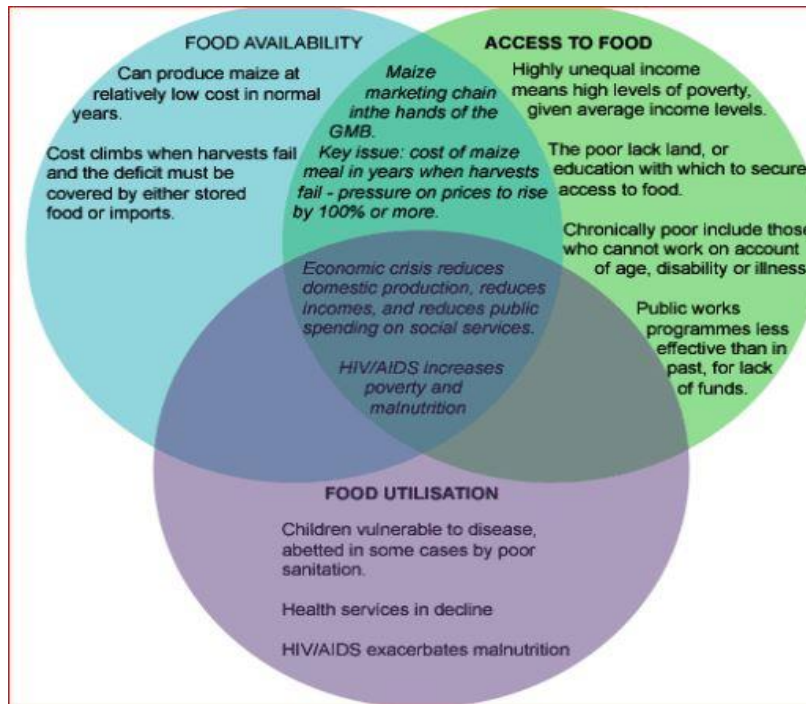 FOOD AVAILABILITY
Can produce maize at
relatively low cost in normal
years.
Cost climbs when harvests fail
and the deficit must be
covered by either stored
food or imports.
Maize
marketing chain
inthe hands of the
GMB.
Key issue: cost of maize
meal in years when harvests
fail - pressure on prices to rise
by 100% or more.
ACCESS TO FOOD
Highly unequal income
means high levels of poverty,
given average income levels.
The poor lack land, or
education with which to secure
access to food.
Chronically poor include those
who cannot work on account
of age, disability or illness
Public works
programmes less
effective than in
past, for lack
of funds.
Economic crisis reduces
domestic production, reduces
incomes, and reduces public
spending on social services.
HIV/AIDS increases
poverty and
malnutrition
FOOD UTILISATION
Children vulnerable to disease,
abetted in some cases by poor
sanitation.
Health services in decline
HIV/AIDS exacerbates malnutrition